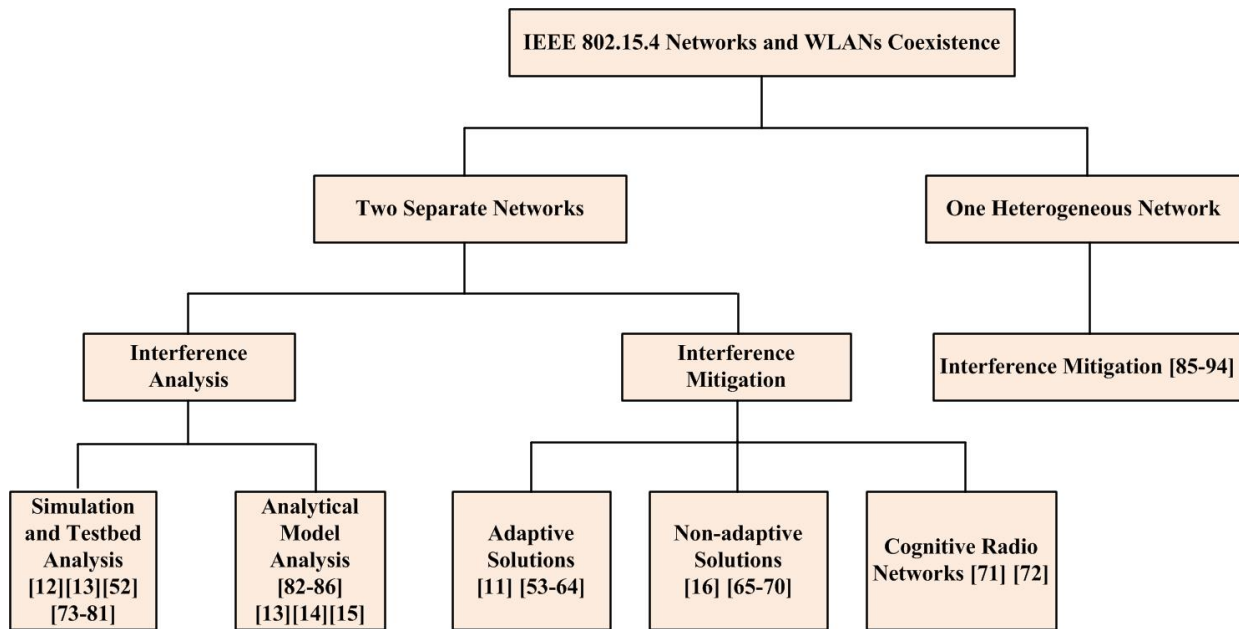 IEEE 802.15.4 Networks and WLANs Coexistence
Two Separate Networks
One Heterogeneous Network
Interference
Analysis
Interference
Mitigation
Interference Mitigation [85-94]
Simulation
and Testbed
Analysis
[12][13][52]
[73-81]
Analytical
Model
Analysis
[82-86]
[13][14][15]
Adaptive
Solutions
[11] [53-64]
Non-adaptive
Solutions
[16] [65-70]
Cognitive Radio
Networks [71] [72]